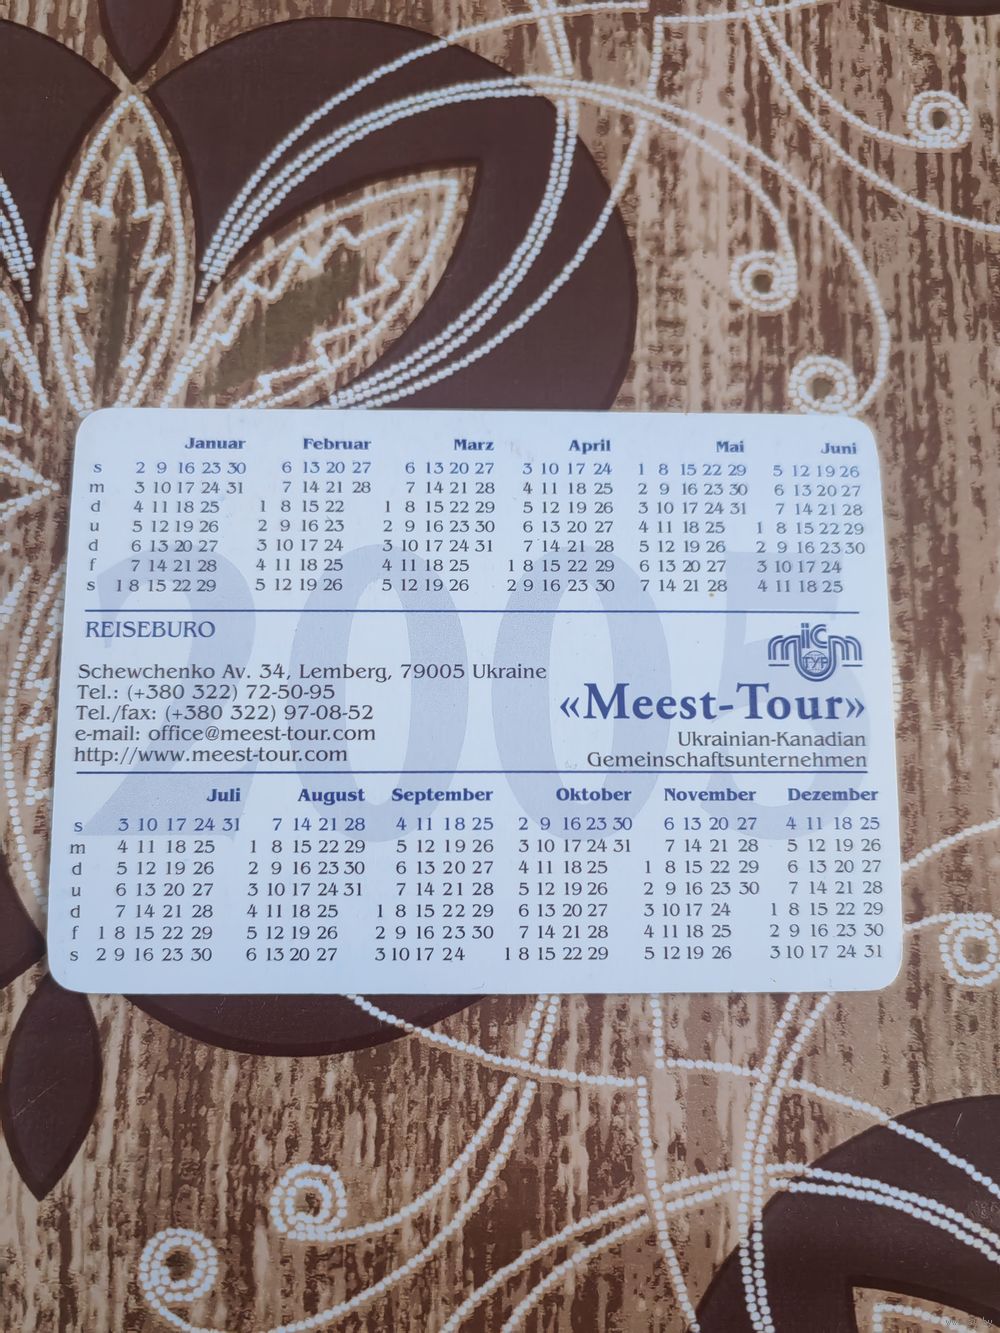 Januar Februar Marz April Mai Juni
s 2 9 16 23 30 6 13 20 27 6 13 20 27 3 10 17 24 1 8 15 22 29 5 12 19 26
m 3 10 17 24 31 7 14 21 28 7 14 21 28 4 11 18 25 2 9 16 23 30 6 13 20 27
d 4 11 18 25 1 8 15 22 1 8 15 22 29 5 12 19 26 3 10 17 24 31 7 14 21 28
u 5 12 19 26 2 9 16 23 2 9 16 23 30 6 13 20 27 4 11 18 25 1 8 15 22 29
d 6 13 20 27 3 10 17 24 3 10 17 24 31 7 14 21 28 5 12 19 26 2 9 16 23 30
f 7 14 21 28 4 11 18 25 4 11 18 25 1 8 15 22 29 6 13 20 27 3 10 17 24
s 1 8 15 22 29 5 12 19 26 5 12 19 26 2 9 16 23 30 7 14 21 28 4 11 18 25
2005
REISEBURO
Schewchenko Av. 34, Lemberg, 79005 Ukraine
Tel.: (+380 322) 72-50-95
Tel./fax: (+380 322) 97-08-52
e-mail: office@meest-tour.com
http://www.meest-tour.com
«Meest-Tour»
Ukrainian-Kanadian
Gemeinschaftsunternehmen
Juli August September Oktober November Dezember
s 3 10 17 24 31 7 14 21 28 4 11 18 25 2 9 16 23 30 6 13 20 27 4 11 18 25
m 4 11 18 25 1 8 15 22 29 5 12 19 26 3 10 17 24 31 7 14 21 28 5 12 19 26
d 5 12 19 26 2 9 16 23 30 6 13 20 27 4 11 18 25 1 8 15 22 29 6 13 20 27
u 6 13 20 27 3 10 17 24 31 7 14 21 28 5 12 19 26 2 9 16 23 30 7 14 21 28
d 7 14 21 28 4 11 18 25 1 8 15 22 29 6 13 20 27 3 10 17 24 1 8 15 22 29
f 1 8 15 22 29 5 12 19 26 2 9 16 23 30 7 14 21 28 4 11 18 25 2 9 16 23 30
s 2 9 16 23 30 6 13 20 27 3 10 17 24 1 8 15 22 29 5 12 19 26 3 10 17 24 31